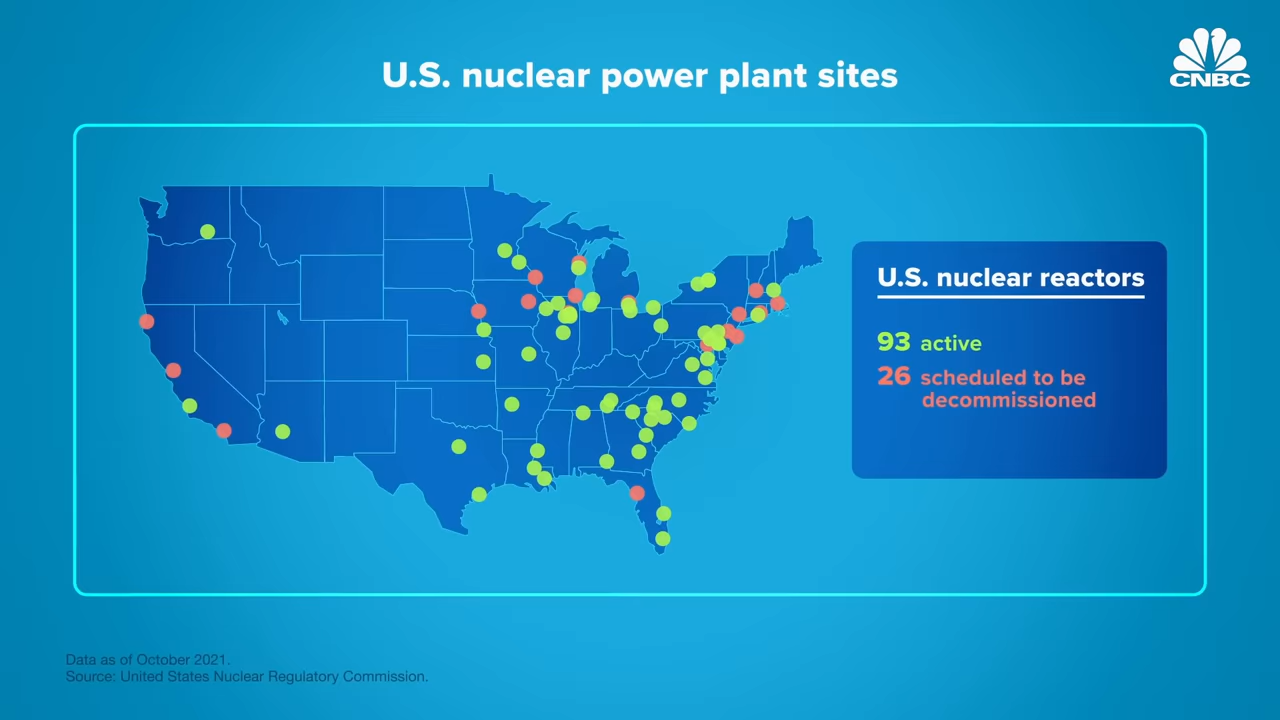 CNBC
U.S. nuclear power plant sites
U.S. nuclear reactors
93 active
26 scheduled to be
decommissioned
Data as of October 2021.
Source: United States Nuclear Regulatory Commission.